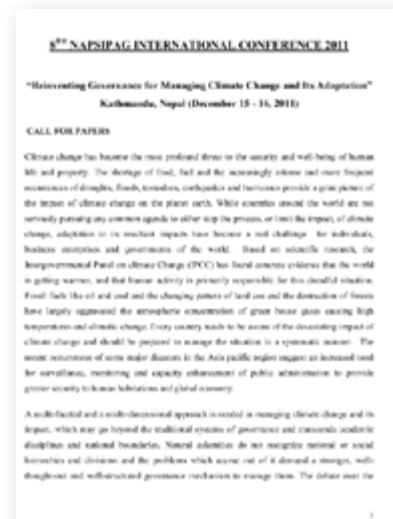 8TH NAPSIPAG INTERNATIONAL CONFERENCE 2011
“Reinventing Governance for Managing Climate Change and Its Adaptation”
Kathmandu, Nepal (December 15 - 16, 2011)
CALL FOR PAPERS
Climate change has become the most profound threat to the security and well-being of human
life and property. The shortage of food, fuel and the increasingly intense and more frequent
occurrences of droughts, floods, tornadoes, earthquakes and hurricanes provide a grim picture of
the impact of climate change on the planet earth. While countries around the world are not
seriously pursuing any common agenda to either stop the process, or limit the impact, of climate
change, adaptation to its resultant impacts have become a real challenge for individuals,
business enterprises and governments of the world. Based on scientific research, the
Intergovernmental Panel on climate Change (IPCC) has found concrete evidence that the world
is getting warmer, and that human activity is primarily responsible for this dreadful situation.
Fossil fuels like oil and coal and the changing pattern of land use and the destruction of forests
have largely aggravated the atmospheric concentration of green house gases causing high
temperatures and climatic change. Every country needs to be aware of the devastating impact of
climate change and should be prepared to manage the situation in a systematic manner. The
recent occurrences of some major disasters in the Asia pacific region suggest an increased need
for surveillance, monitoring and capacity enhancement of public administration to provide
greater security to human habitations and global economy.
A multi-faceted and a multi-dimensional approach is needed in managing climate change and its
impact, which may go beyond the traditional systems of governance and transcends academic
disciplines and national boundaries. Natural calamities do not recognize national or social
hierarchies and divisions and the problems which accrue out of it demand a stronger, well-
thought-out and well-structured governance mechanism to manage them. The debate over the
1